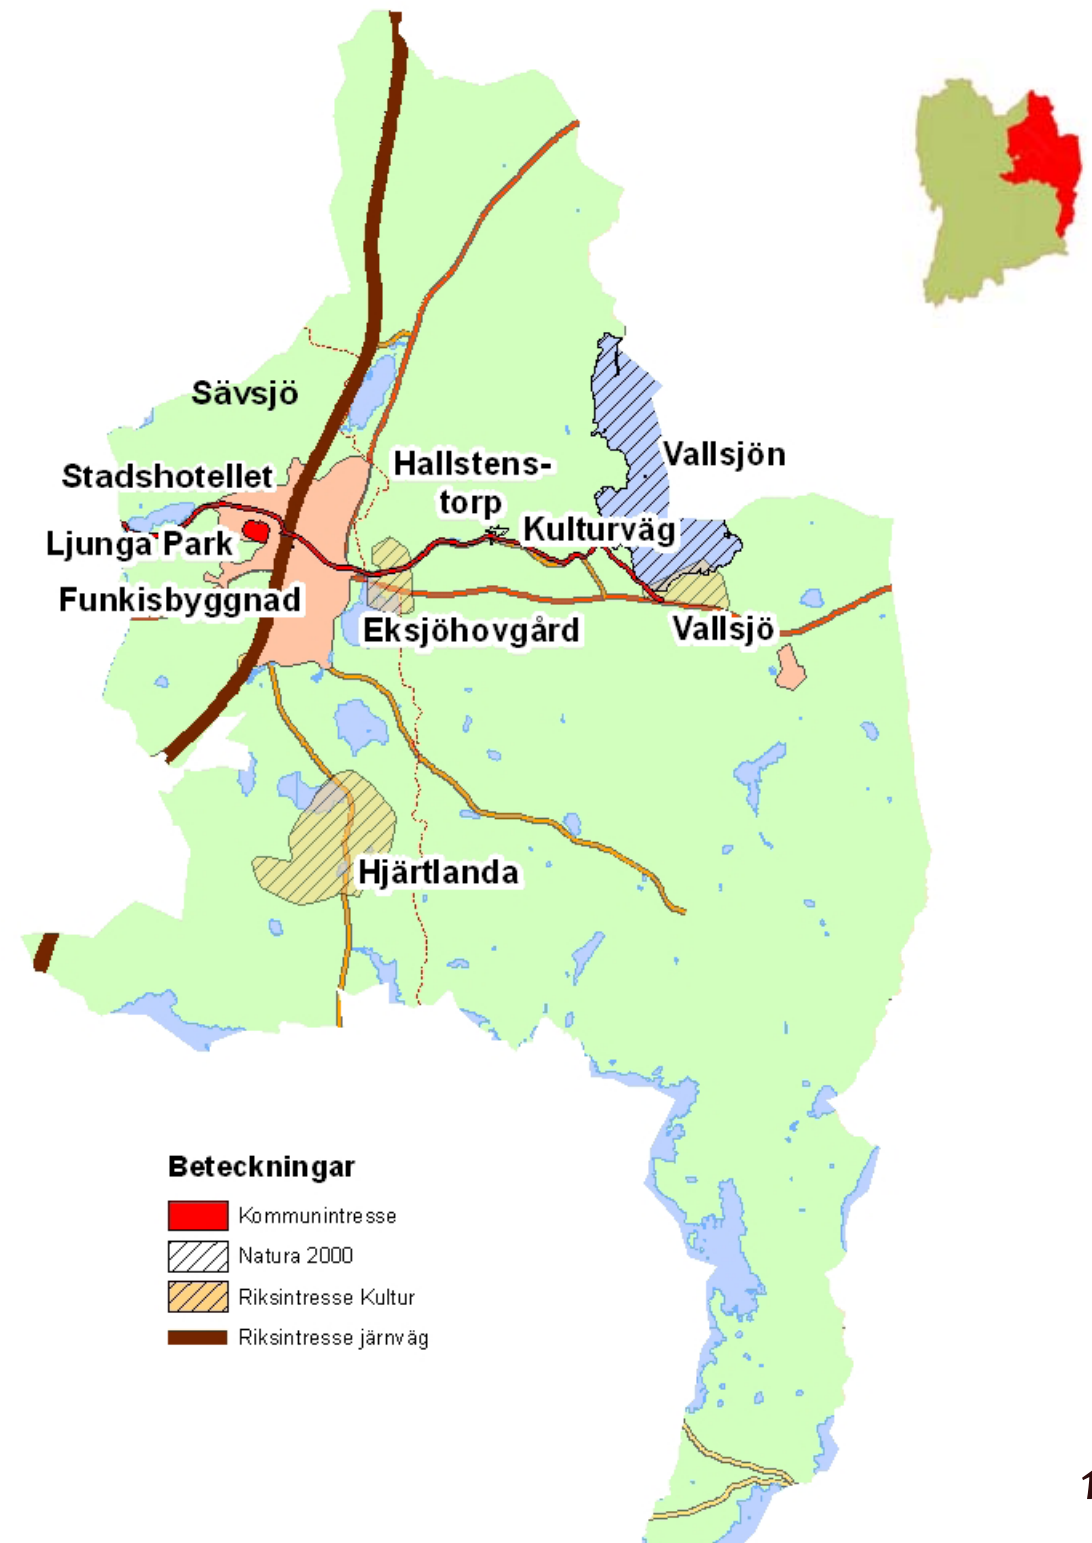 Sävsjö
Stadshotellet
Hallstens-
torp
Vallsjön
Kulturväg
Ljunga Park
Funkisbyggnad
Eksjöhovgård
Vallsjö
Hjärtlanda
Beteckningar
Kommunintresse
Natura 2000
Riksintresse Kultur
Riksintresse järnväg
1